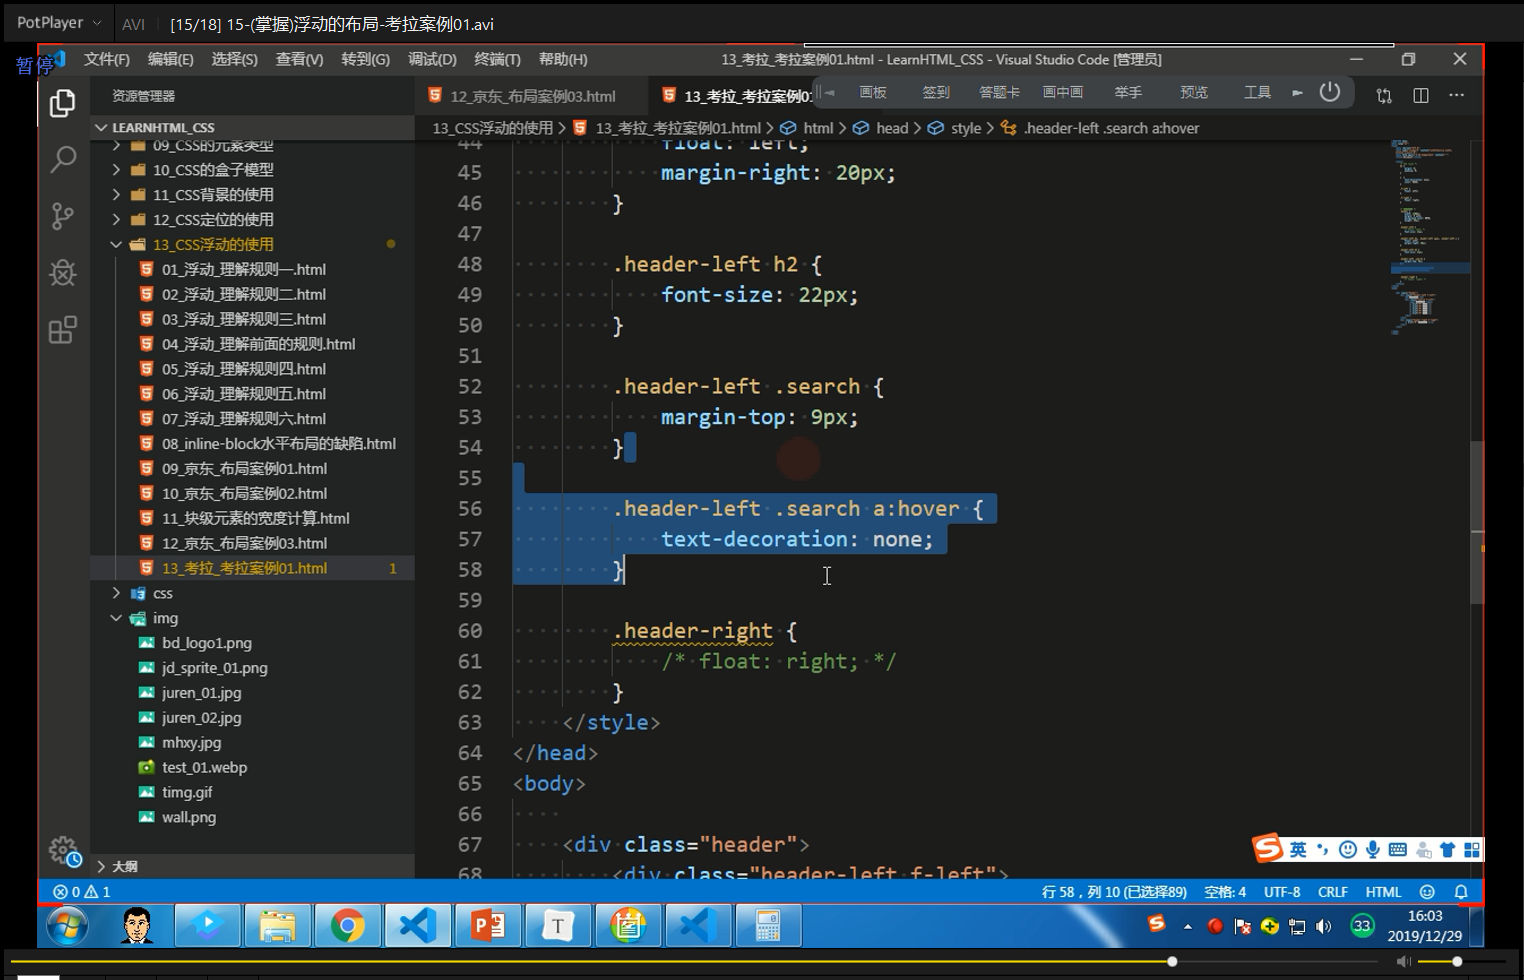 PotPlayer AVI [15/18] 15-(掌握)浮动的布局-考拉案例01.avi
暂停
文件(F) 编辑(E) 选择(S) 查看(V) 转到(G) 调试(D) 终端(T) 帮助(H) 13_考拉_考拉案例01.html - LearnHTML_CSS - Visual Studio Code [管理员]
资源管理器 12_京东_布局案例03.html 13_考拉_考拉案例01 画板 签到 答题卡 画中画 举手 预览 工具
LEARNHTML_CSS 13_CSS浮动的使用 > 13_考拉_考拉案例01.html > html > head > style > .header-left .search a:hover
09_CSS的元素类型
10_CSS的盒子模型
11_CSS背景的使用
12_CSS定位的使用
13_CSS浮动的使用
01_浮动_理解规则一.html
02_浮动_理解规则二.html
03_浮动_理解规则三.html
04_浮动_理解前面的规则.html
05_浮动_理解规则四.html
06_浮动_理解规则五.html
07_浮动_理解规则六.html
08_inline-block水平布局的缺陷.html
09_京东_布局案例01.html
10_京东_布局案例02.html
11_块级元素的宽度计算.html
12_京东_布局案例03.html
13_考拉_考拉案例01.html 1
css
img
bd_logo1.png
jd_sprite_01.png
juren_01.jpg
juren_02.jpg
mhxy.jpg
test_01.webp
timg.gif
wall.png
大纲
44 float: left;
45 margin-right: 20px;
46 }
47
48 .header-left h2 {
49 font-size: 22px;
50 }
51
52 .header-left .search {
53 margin-top: 9px;
54 }
55
56 .header-left .search a:hover {
57 text-decoration: none;
58 }
59
60 .header-right {
61 /* float: right; */
62 }
63 </style>
64 </head>
65 <body>
66
67 <div class="header">
68 <div class="header-left f-left">
英
0 1 行 58，列 10 (已选择89) 空格: 4 UTF-8 CRLF HTML
33 16:03
2019/12/29